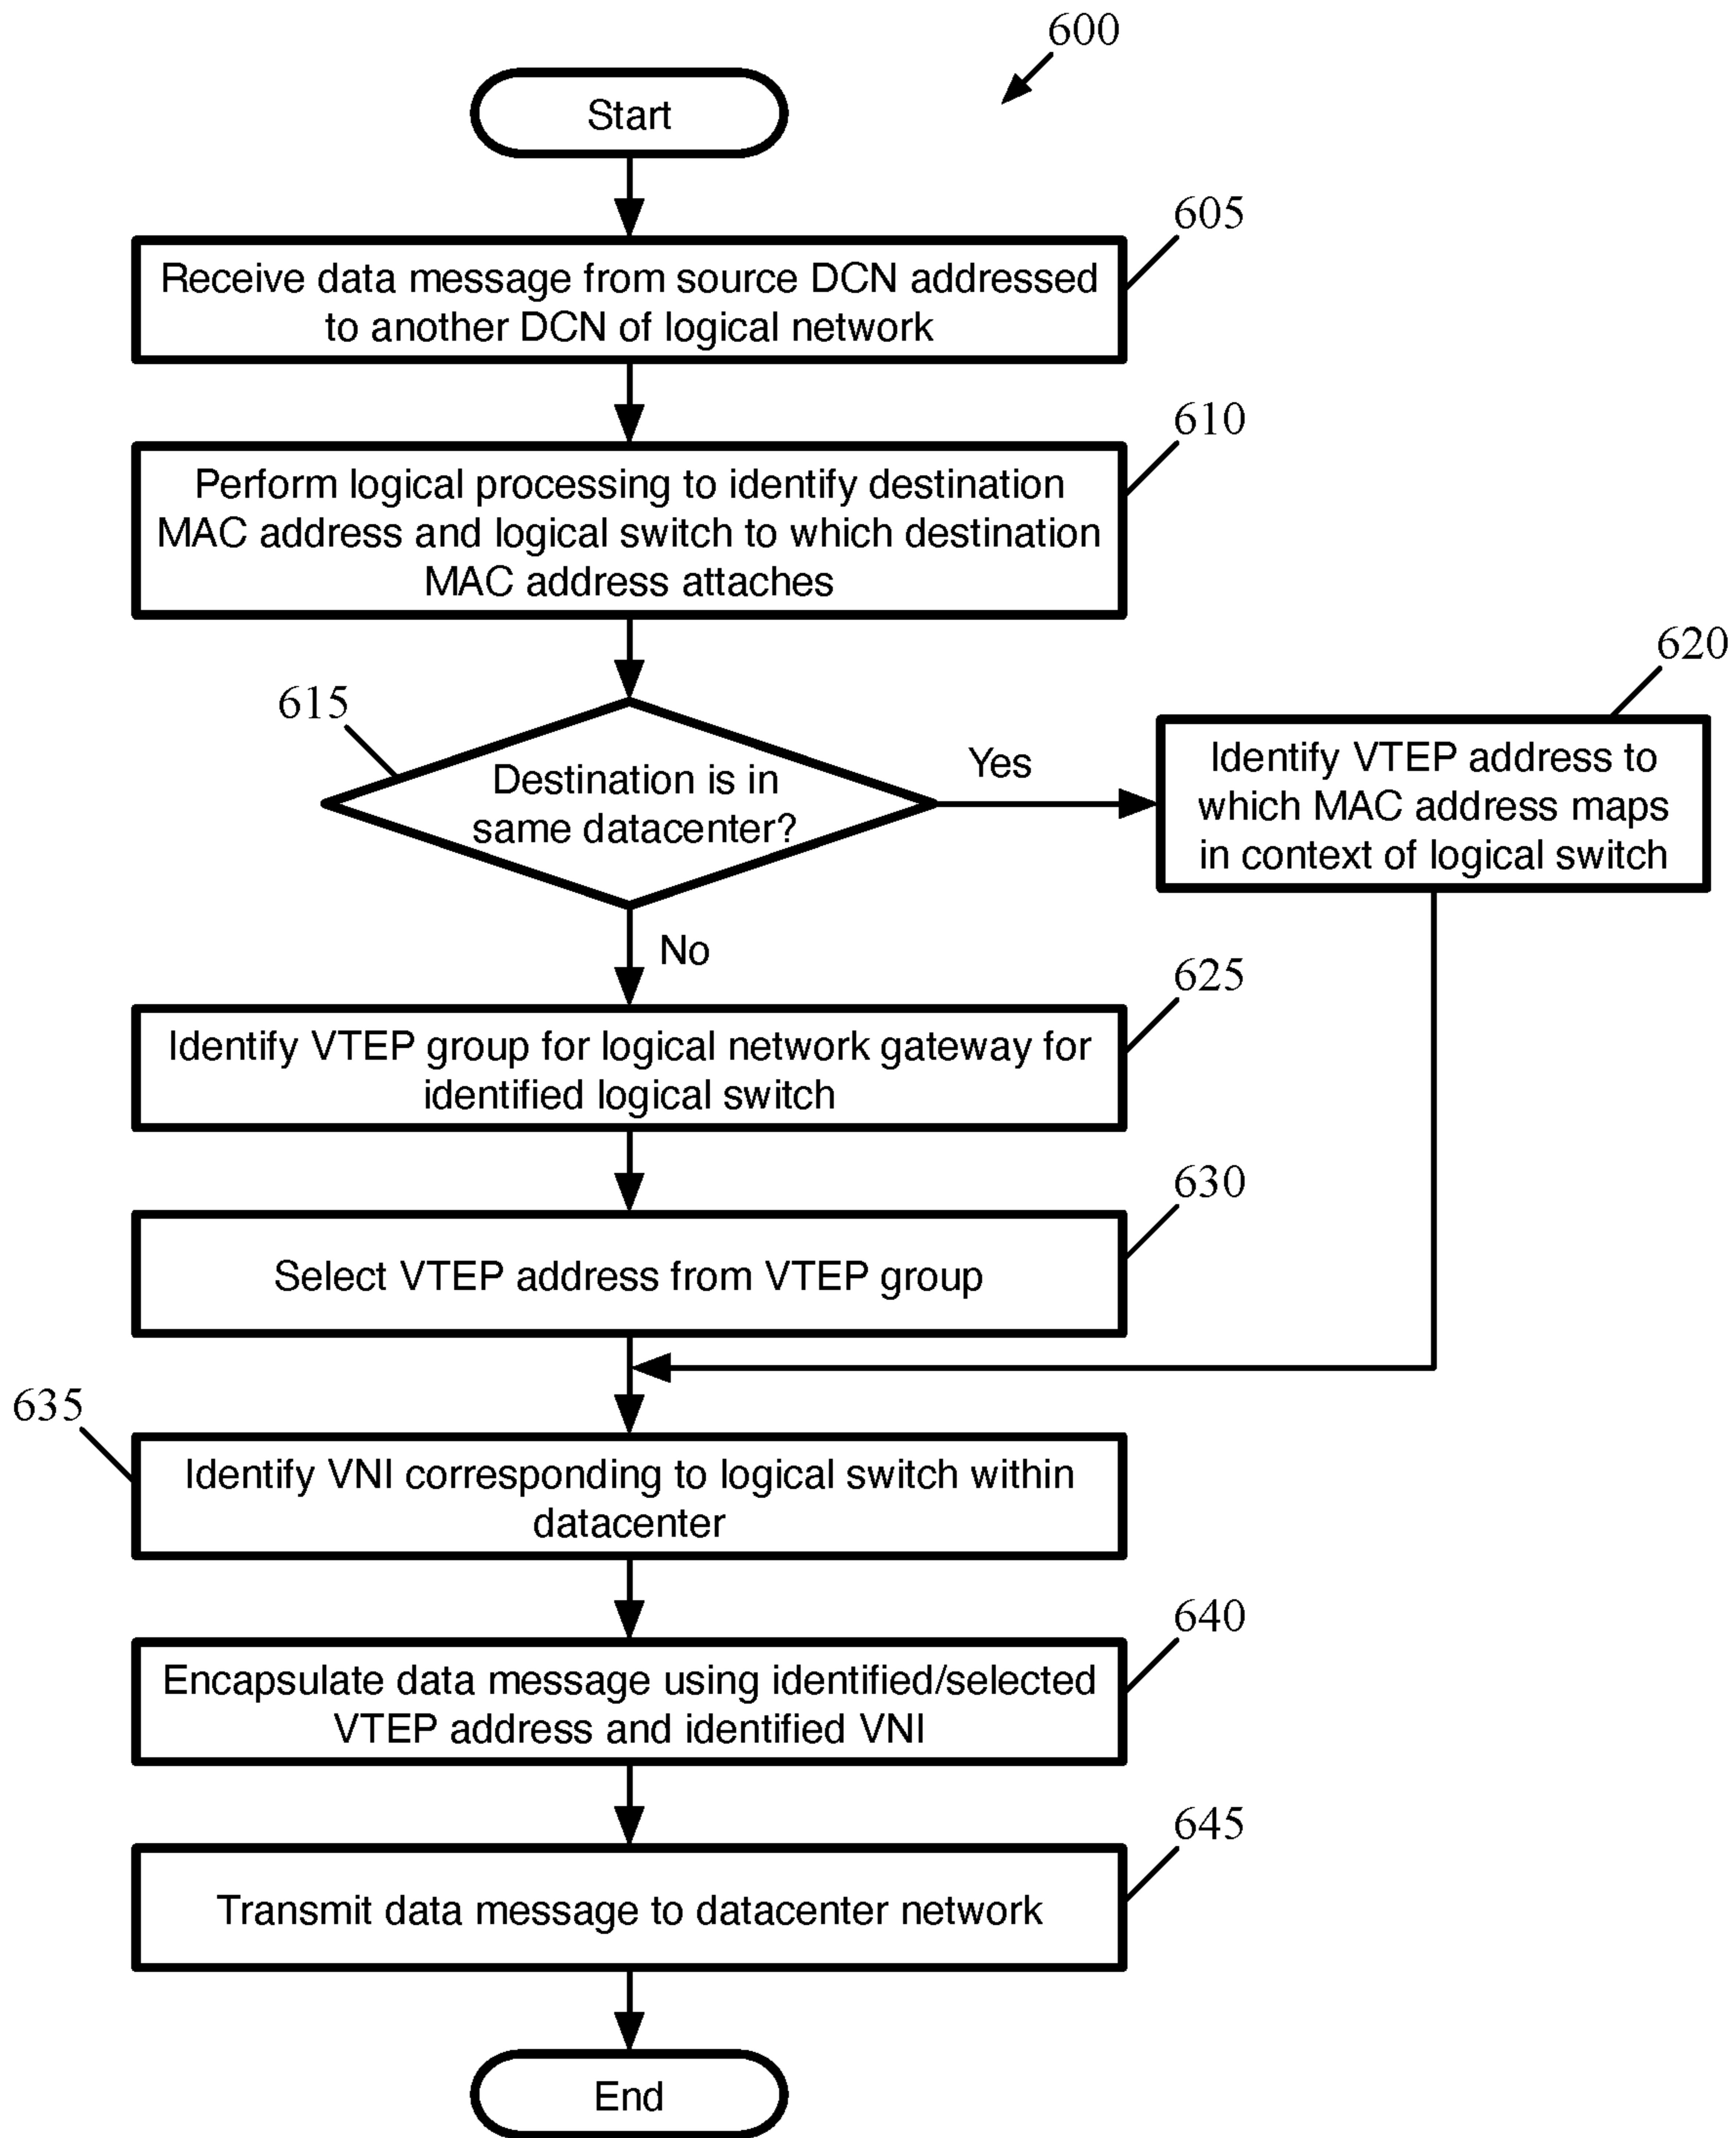 600
Start
605
Receive data message from source DCN addressed
to another DCN of logical network
610
Perform logical processing to identify destination
MAC address and logical switch to which destination
MAC address attaches
615
Destination is in
same datacenter?
Yes
620
Identify VTEP address to
which MAC address maps
in context of logical switch
No
625
Identify VTEP group for logical network gateway for
identified logical switch
630
Select VTEP address from VTEP group
635
Identify VNI corresponding to logical switch within
datacenter
640
Encapsulate data message using identified/selected
VTEP address and identified VNI
645
Transmit data message to datacenter network
End